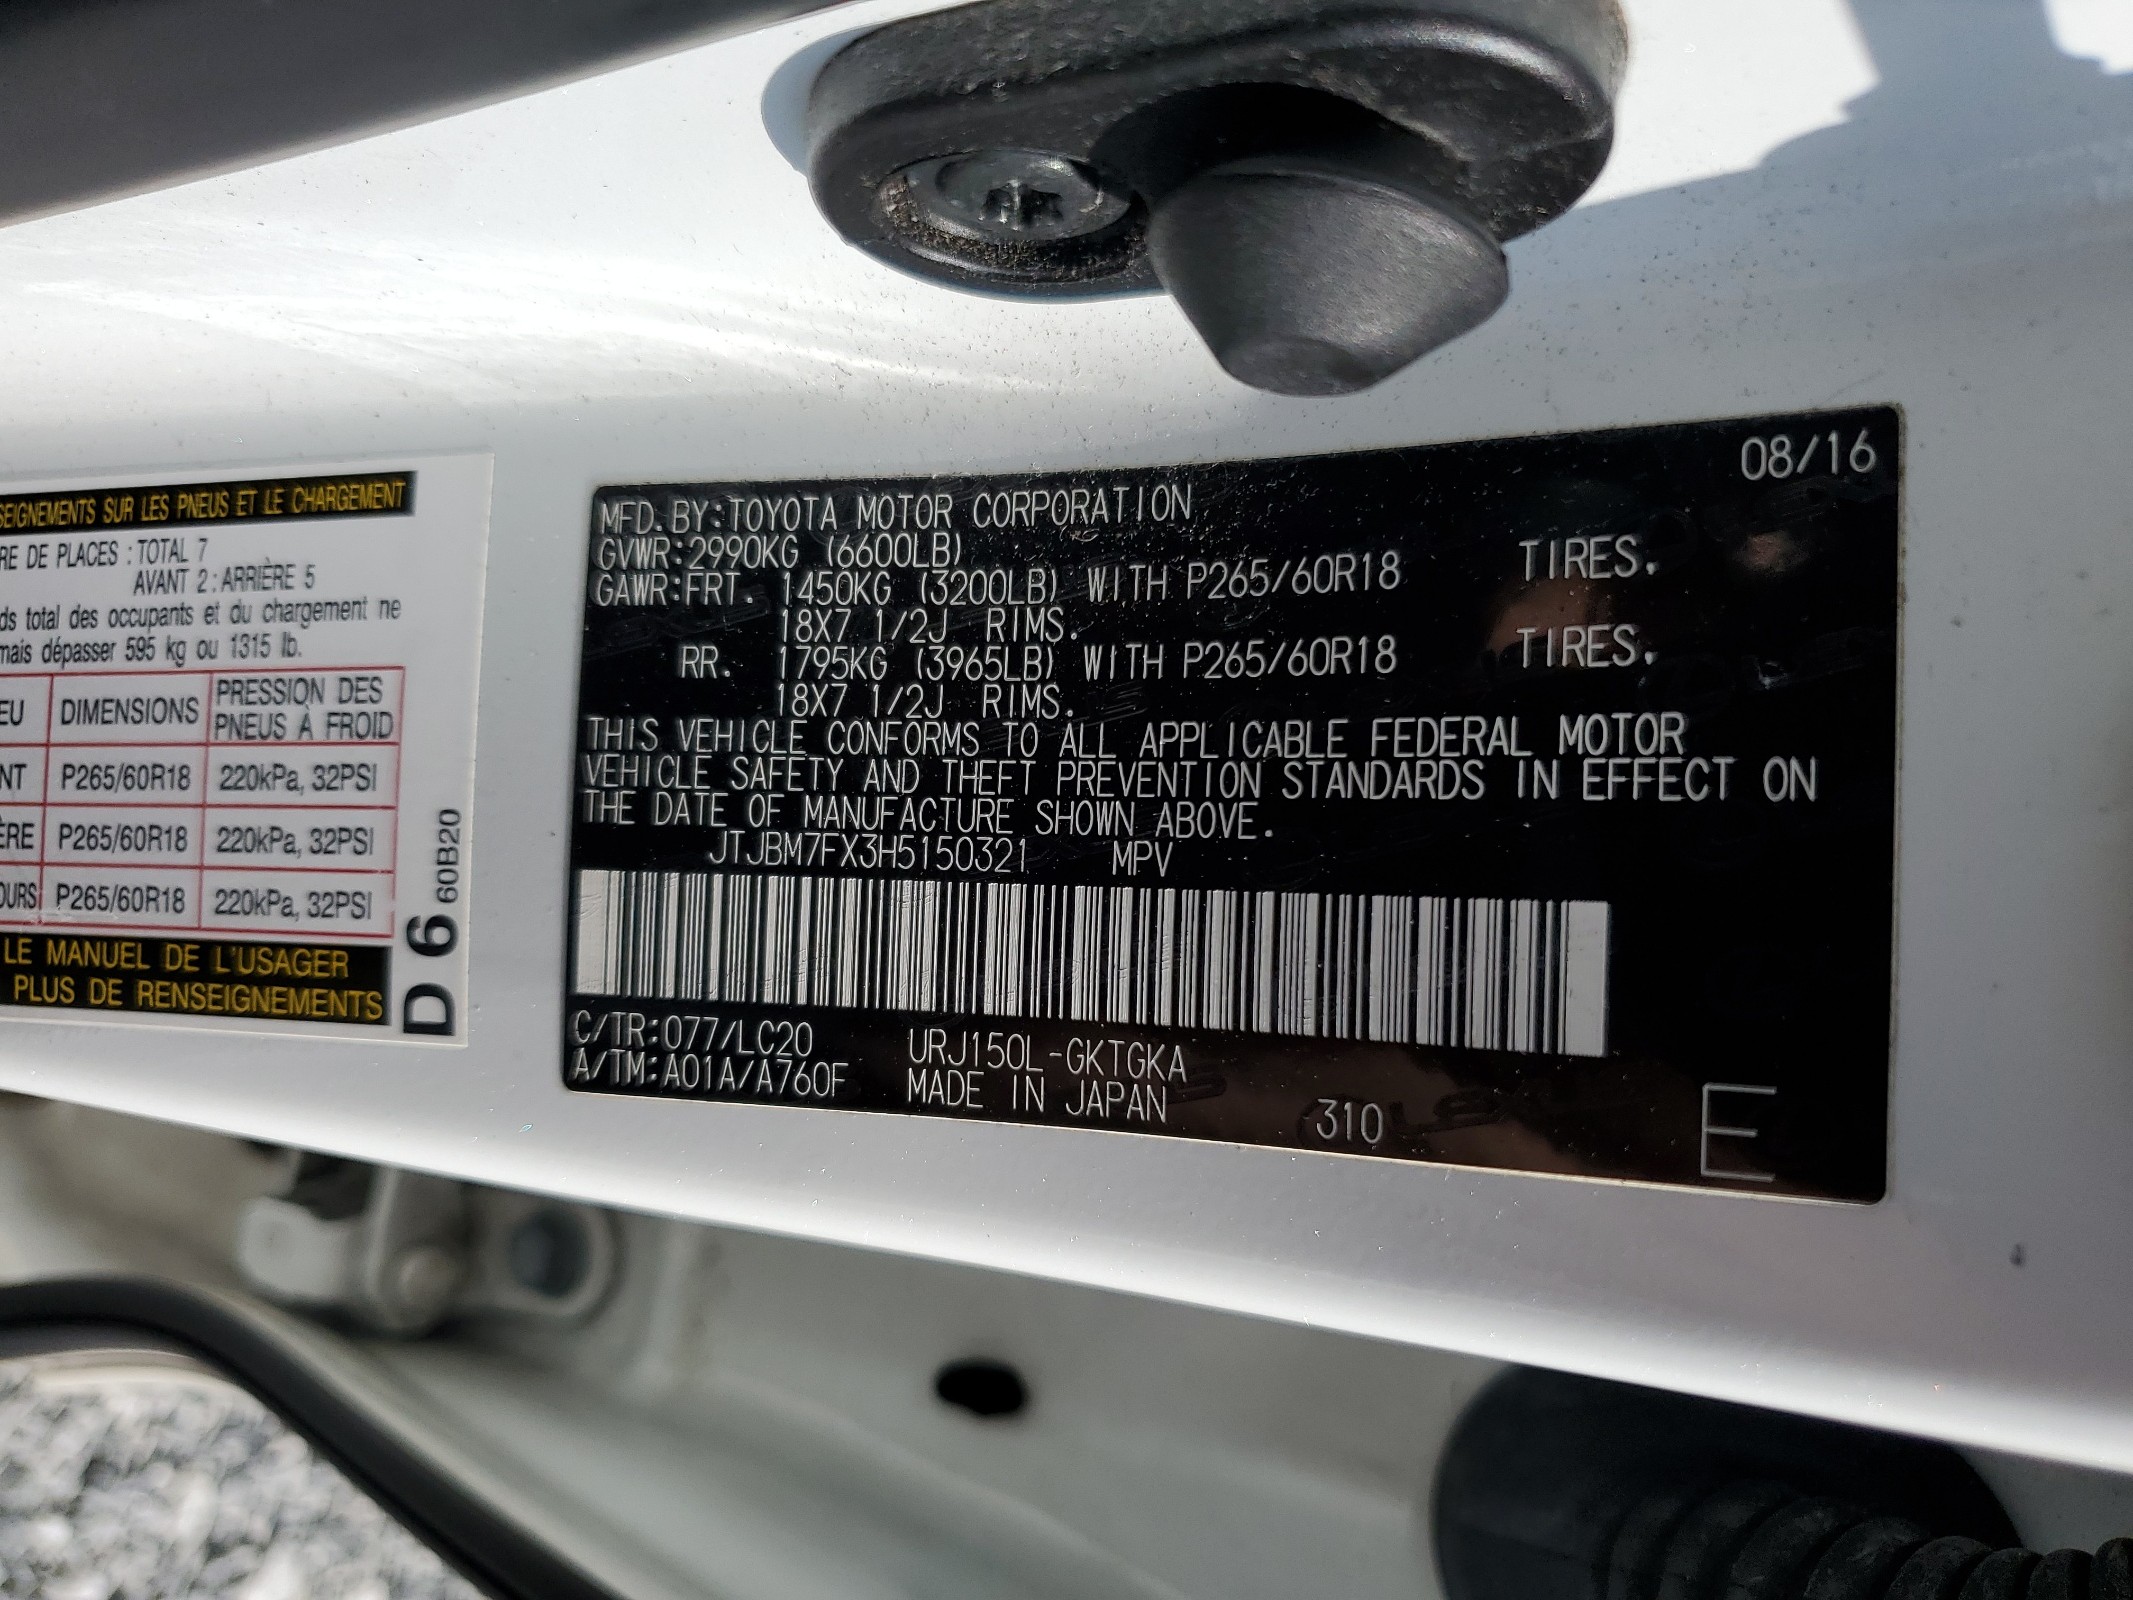 SEIGNEMENTS SUR LES PNEUS ET LE CHARGEMENT
RE DE PLACES : TOTAL 7
AVANT 2 : ARRIÈRE 5
ds total des occupants et du chargement ne
mais dépasser 595 kg ou 1315 lb.
EU DIMENSIONS PRESSION DES
PNEUS À FROID
NT P265/60R18 220kPa, 32PSI
ÈRE P265/60R18 220kPa, 32PSI
OURS P265/60R18 220kPa, 32PSI
LE MANUEL DE L'USAGER
PLUS DE RENSEIGNEMENTS
D 6 60B20
08/16
MFD. BY:TOYOTA MOTOR CORPORATION
GVWR:2990KG (6600LB)
GAWR:FRT. 1450KG (3200LB) WITH P265/60R18 TIRES.
18X7 1/2J RIMS.
RR. 1795KG (3965LB) WITH P265/60R18 TIRES.
18X7 1/2J RIMS.
THIS VEHICLE CONFORMS TO ALL APPLICABLE FEDERAL MOTOR
VEHICLE SAFETY AND THEFT PREVENTION STANDARDS IN EFFECT ON
THE DATE OF MANUFACTURE SHOWN ABOVE.
JTJBM7FX3H5150321 MPV
C/TR:077/LC20 URJ150L-GKTGKA
A/TM:A01A/A760F MADE IN JAPAN 310 E